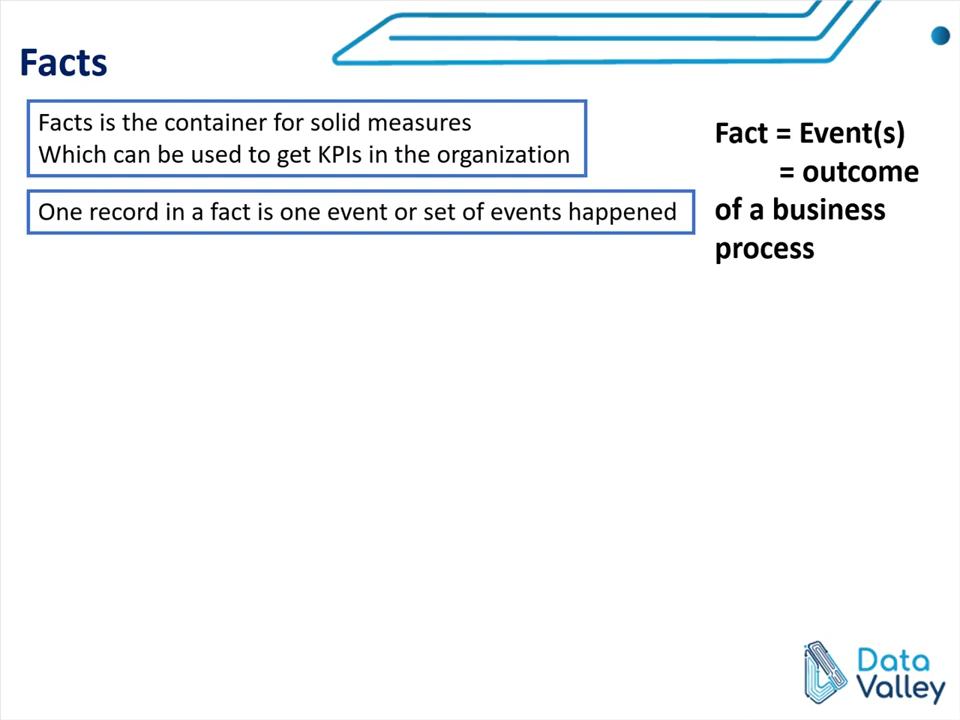 Facts
Facts is the container for solid measures
Which can be used to get KPIs in the organization
One record in a fact is one event or set of events happened
Fact = Event(s)
= outcome
of a business
process
Data
Valley